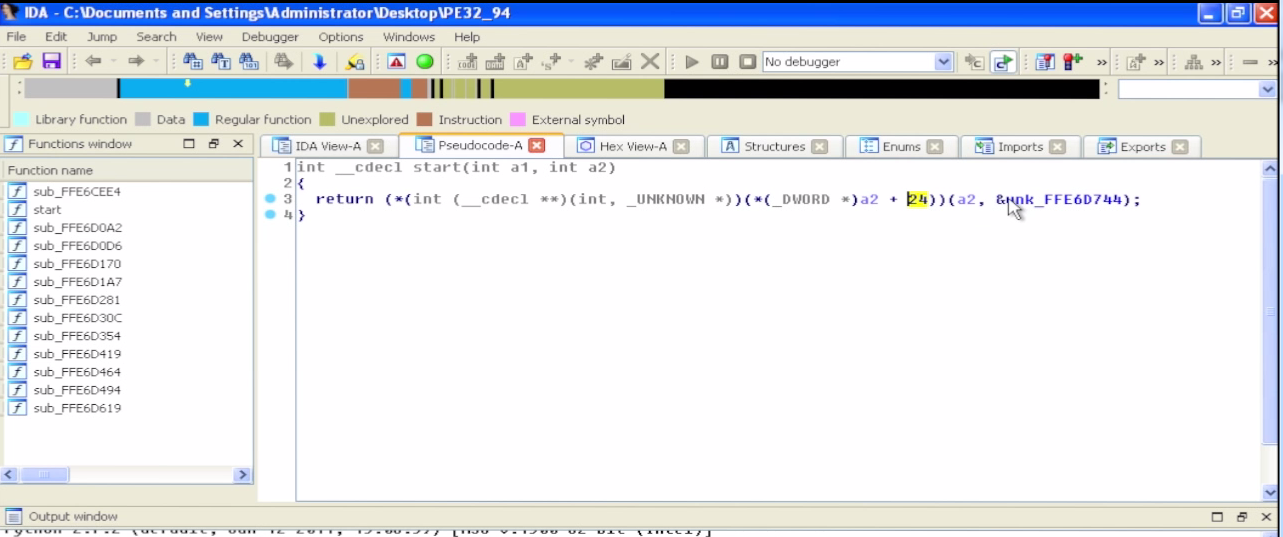 IDA - C:\Documents and Settings\Administrator\Desktop\PE32_94
File Edit Jump Search View Debugger Options Windows Help
No debugger
Library function Data Regular function Unexplored Instruction External symbol
Functions window
IDA View-A Pseudocode-A Hex View-A Structures Enums Imports Exports
Function name
sub_FFE6CEE4
start
sub_FFE6D0A2
sub_FFE6D0D6
sub_FFE6D170
sub_FFE6D1A7
sub_FFE6D281
sub_FFE6D30C
sub_FFE6D354
sub_FFE6D419
sub_FFE6D464
sub_FFE6D494
sub_FFE6D619
1 int __cdecl start(int a1, int a2)
2 {
3 return (*(int (__cdecl **)(int, _UNKNOWN *))(*(_DWORD *)a2 + 24))(a2, &unk_FFE6D744);
4 }
Output window